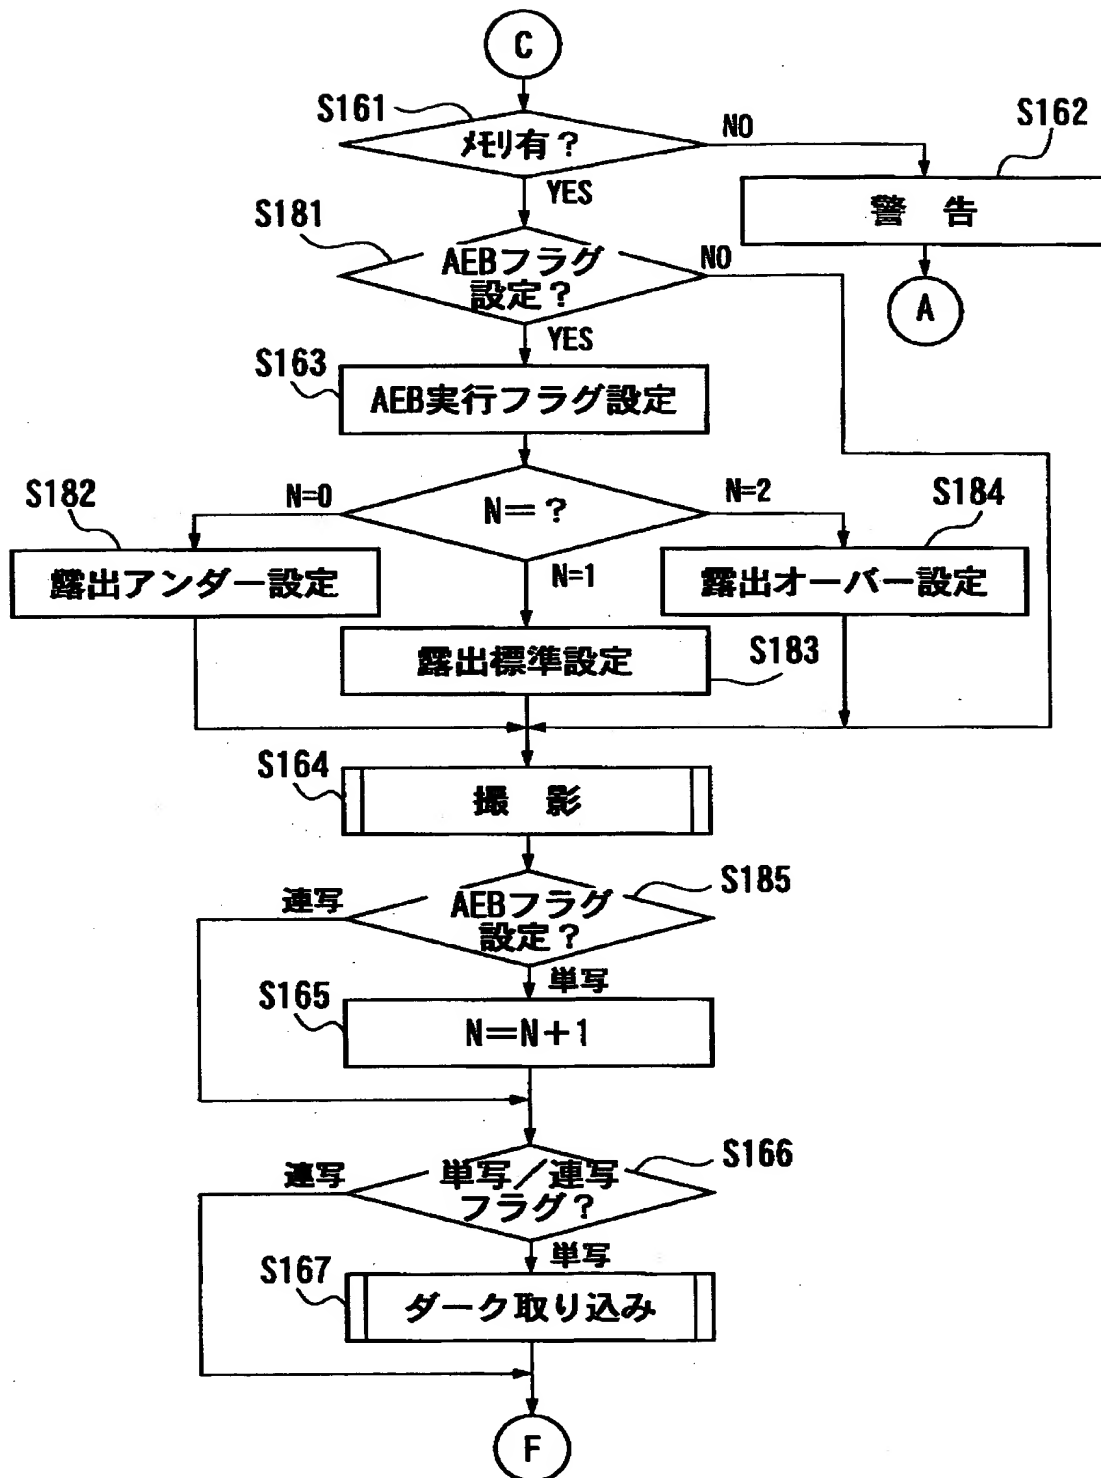 C
S161
メモリ有?
NO
S162
YES
警 告
S181
AEBフラグ
設定?
NO
A
YES
S163
AEB実行フラグ設定
S182
N=0
N=?
N=2
S184
露出アンダー設定
N=1
露出オーバー設定
露出標準設定
S183
S164
撮 影
S185
連写
AEBフラグ
設定?
単写
S165
N=N+1
S166
連写
単写/連写
フラグ?
単写
S167
ダーク取り込み
F